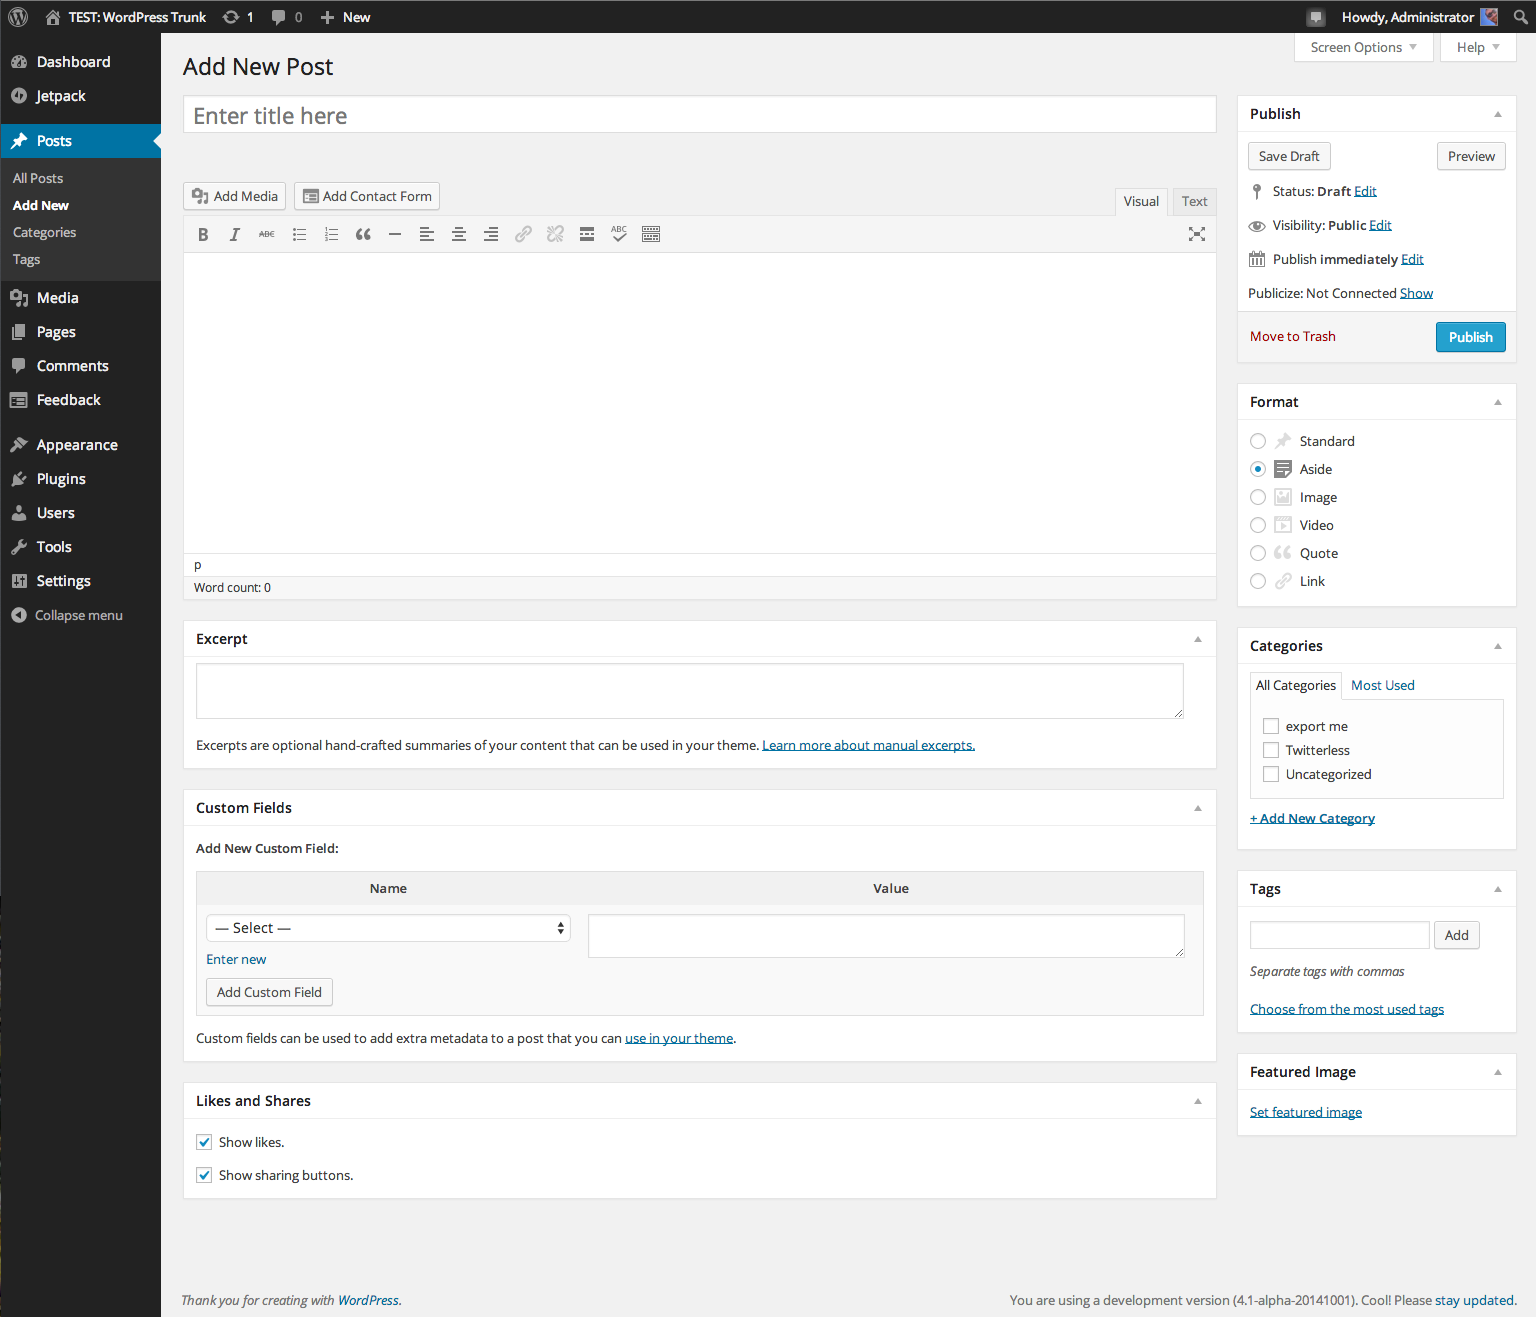 TEST: WordPress Trunk 1 0 New Howdy, Administrator
Screen Options Help
Dashboard
Jetpack
Posts
All Posts
Add New
Categories
Tags
Media
Pages
Comments
Feedback
Appearance
Plugins
Users
Tools
Settings
Collapse menu
Add New Post
Enter title here
Add Media Add Contact Form Visual Text
B I ABC ABC
p
Word count: 0
Excerpt
Excerpts are optional hand-crafted summaries of your content that can be used in your theme. Learn more about manual excerpts.
Custom Fields
Add New Custom Field:
Name Value
— Select —
Enter new
Add Custom Field
Custom fields can be used to add extra metadata to a post that you can use in your theme.
Likes and Shares
Show likes.
Show sharing buttons.
Publish
Save Draft Preview
Status: Draft Edit
Visibility: Public Edit
Publish immediately Edit
Publicize: Not Connected Show
Move to Trash Publish
Format
Standard
Aside
Image
Video
Quote
Link
Categories
All Categories Most Used
export me
Twitterless
Uncategorized
+ Add New Category
Tags
Add
Separate tags with commas
Choose from the most used tags
Featured Image
Set featured image
Thank you for creating with WordPress. You are using a development version (4.1-alpha-20141001). Cool! Please stay updated.